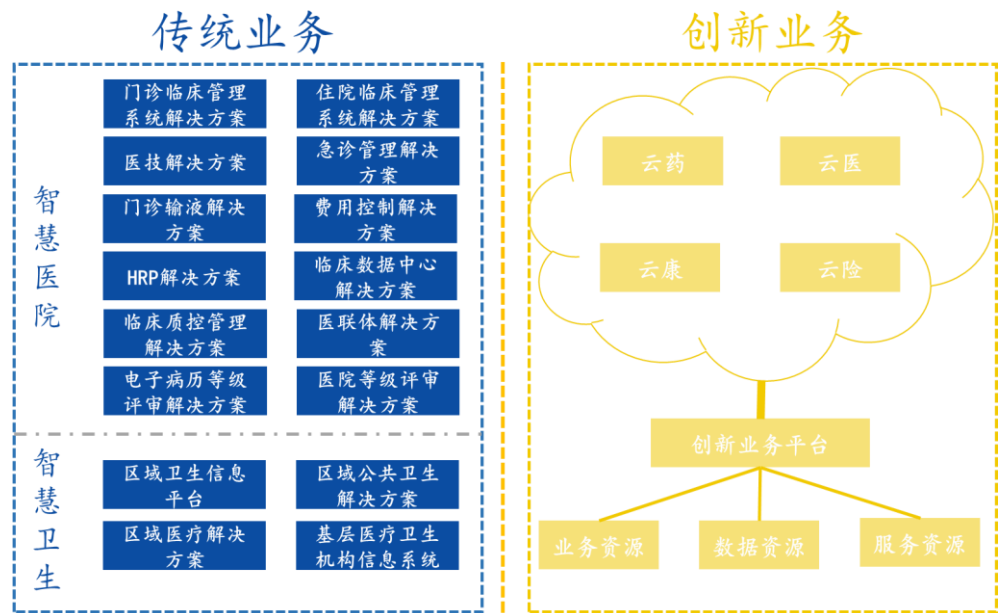 传统业务
智慧医院
门诊临床管理
系统解决方案
住院临床管理
系统解决方案
医技解决方案
急诊管理解决
方案
门诊输液解决
方案
费用控制解决
方案
HRP解决方案
临床数据中心
解决方案
临床质控管理
解决方案
医联体解决方
案
电子病历等级
评审解决方案
医院等级评审
解决方案
智慧卫生
区域卫生信息
平台
区域公共卫生
解决方案
区域医疗解决
方案
基层医疗卫生
机构信息系统
创新业务
云药
云医
云康
云险
创新业务平台
业务资源
数据资源
服务资源